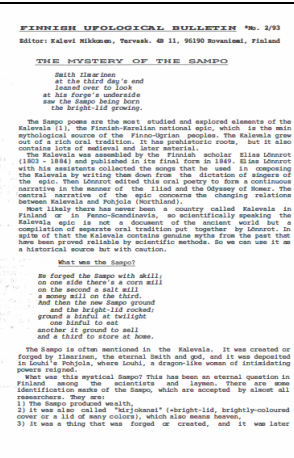 FINNISH UFOLOGICAL BULLETIN *No. 2/93
Editor: Kalevi Mikkonen, Tervask. 4B 11, 96190 Rovaniemi, Finland
THE MYSTERY OF THE SAMPO
Smith Ilmarinen
at the third day's end
leaned over to look
at his forge's underside
saw the Sampo being born
the bright-lid growing.
The Sampo poems are the most studied and explored elements of the
Kalevala (1), the Finnish-Karelian national epic, which is the main
mythological source of the Finno-Ugrian peoples. The Kalevala grew
out of a rich oral tradition. It has prehistoric roots, but it also
contains lots of medieval and later material.
The Kalevala was assembled by the Finnish scholar Elias Lönnrot
(1803 - 1884) and published in its final form in 1849. Elias Lönnrot
with his assistents collected the songs that he used in composing
the Kalevala by writing them down from the dictation of singers of
the epic. Then Lönnrot edited this oral poetry to form a continuous
narrative in the manner of the Iliad and the Odyssey of Homer. The
central narrative of the epic concerns the changing relations
between Kalevala and Pohjola (Northland).
Most likely there has never been a country called Kalevala in
Finland or in Fenno-Scandinavia, so scientifically speaking the
Kalevala epic is not a document of the ancient world but a
compilation of separate oral tradition put together by Lönnrot. In
spite of that the Kalevala contains genuine myths from the past that
have been proved reliable by scientific methods. So we can use it as
a historical source but with caution.
What was the Sampo?
He forged the Sampo with skill:
on one side there's a corn mill
on the second a salt mill
a money mill on the third.
And then the new Sampo ground
and the bright-lid rocked;
ground a binful at twilight
one binful to eat
another it ground to sell
and a third to store at home.
The Sampo is often mentioned in the Kalevala. It was created or
forged by Ilmarinen, the eternal Smith and god, and it was deposited
in Louhi's Pohjola, where Louhi, a dragon-like woman of intimidating
powers reigned.
What was this mystical Sampo? This has been an eternal question in
Finland among the scientists and laymen. There are some
identification marks of the Sampo, which are accepted by almost all
researchers. They are:
1) The Sampo produced wealth,
2) it was also called "kirjokansi" (=bright-lid, brightly-coloured
cover or a lid of many colors), which also means heaven,
3) It was a thing that was forged or created, and it was later